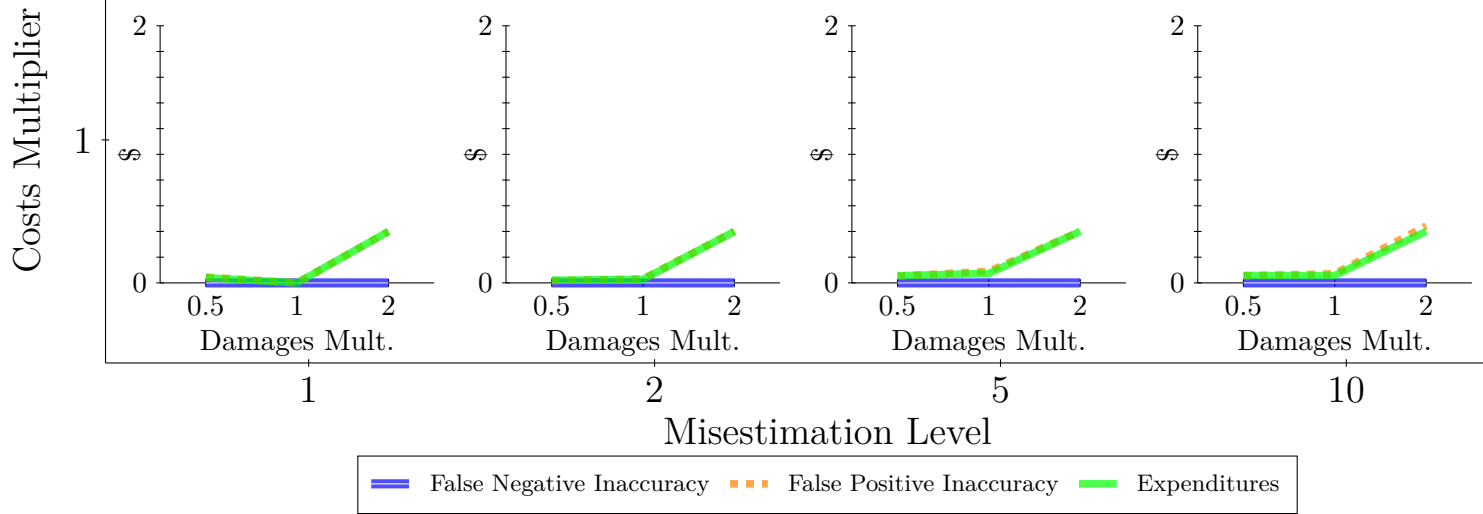 Costs Multiplier
1
2
$
0
0.5 1 2
Damages Mult.
2
$
0
0.5 1 2
Damages Mult.
2
$
0
0.5 1 2
Damages Mult.
2
$
0
0.5 1 2
Damages Mult.
1 2 5 10
Misestimation Level
False Negative Inaccuracy False Positive Inaccuracy Expenditures